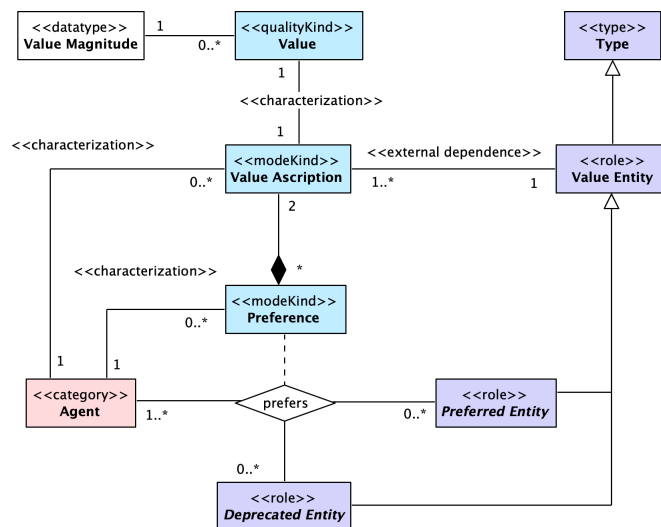 <<datatype>>
Value Magnitude
1
0..*
<<qualityKind>>
Value
<<type>>
Type
1
<<characterization>>
1
<<characterization>>
<<modeKind>>
Value Ascription
0..*
2
<<external dependence>>
1..*
1
<<role>>
Value Entity
<<characterization>>
*
<<modeKind>>
Preference
0..*
1
1
<<category>>
Agent
1..*
prefers
0..*
<<role>>
Preferred Entity
0..*
<<role>>
Deprecated Entity